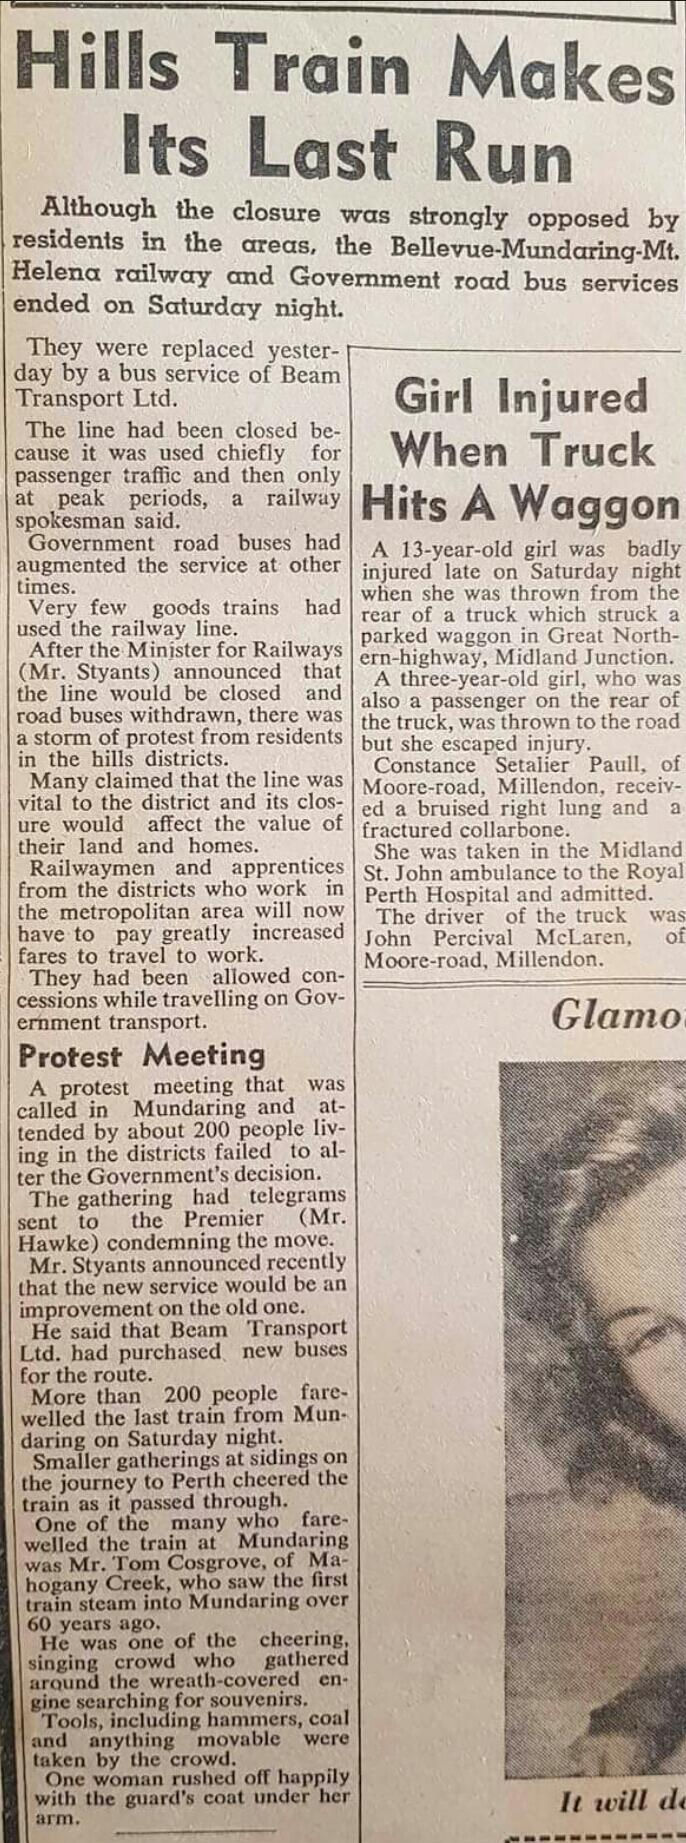 Hills Train Makes
Its Last Run
Although the closure was strongly opposed by
residents in the areas, the Bellevue-Mundaring-Mt.
Helena railway and Government road bus services
ended on Saturday night.
They were replaced yester-
day by a bus service of Beam
Transport Ltd.
The line had been closed be-
cause it was used chiefly for
passenger traffic and then only
at peak periods, a railway
spokesman said.
Government road buses had
augmented the service at other
times.
Very few goods trains had
used the railway line.
After the Minister for Railways
(Mr. Styants) announced that
the line would be closed and
road buses withdrawn, there was
a storm of protest from residents
in the hills districts.
Many claimed that the line was
vital to the district and its clos-
ure would affect the value of
their land and homes.
Railwaymen and apprentices
from the districts who work in
the metropolitan area will now
have to pay greatly increased
fares to travel to work.
They had been allowed con-
cessions while travelling on Gov-
ernment transport.
Protest Meeting
A protest meeting that was
called in Mundaring and at-
tended by about 200 people liv-
ing in the districts failed to al-
ter the Government's decision.
The gathering had telegrams
sent to the Premier (Mr.
Hawke) condemning the move.
Mr. Styants announced recently
that the new service would be an
improvement on the old one.
He said that Beam Transport
Ltd. had purchased new buses
for the route.
More than 200 people fare-
welled the last train from Mun-
daring on Saturday night.
Smaller gatherings at sidings on
the journey to Perth cheered the
train as it passed through.
One of the many who fare-
welled the train at Mundaring
was Mr. Tom Cosgrove, of Ma-
hogany Creek, who saw the first
train steam into Mundaring over
60 years ago.
He was one of the cheering,
singing crowd who gathered
around the wreath-covered en-
gine searching for souvenirs.
Tools, including hammers, coal
and anything movable were
taken by the crowd.
One woman rushed off happily
with the guard's coat under her
arm.
Girl Injured
When Truck
Hits A Waggon
A 13-year-old girl was badly
injured late on Saturday night
when she was thrown from the
rear of a truck which struck a
parked waggon in Great North-
ern-highway, Midland Junction.
A three-year-old girl, who was
also a passenger on the rear of
the truck, was thrown to the road
but she escaped injury.
Constance Setalier Paull, of
Moore-road, Millendon, receiv-
ed a bruised right lung and a
fractured collarbone.
She was taken in the Midland
St. John ambulance to the Royal
Perth Hospital and admitted.
The driver of the truck was
John Percival McLaren, of
Moore-road, Millendon.
Glamo
It will de